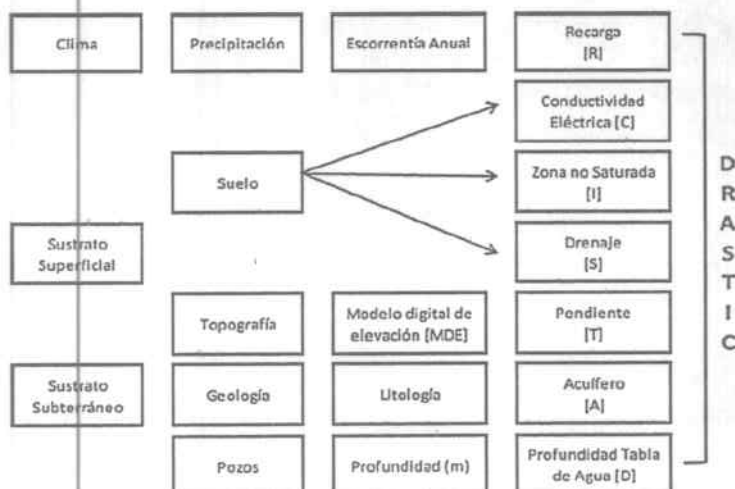 Clima
Precipitación
Escorrentía Anual
Recarga
[R]
Conductividad
Eléctrica [C]
Suelo
Zona no Saturada
[I]
Sustrato
Superficial
Drenaje
[S]
Topografía
Modelo digital de
elevación [MDE]
Pendiente
[T]
Sustrato
Subterráneo
Geología
Litología
Acuífero
[A]
Pozos
Profundidad (m)
Profundidad Tabla
de Agua [D]
D
R
A
S
T
I
C